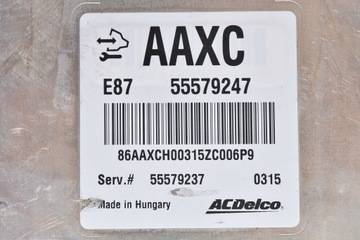 AAXC
E87 55579247
86AAXCH00315ZC006P9
Serv.# 55579237 0315
Made in Hungary ACDelco